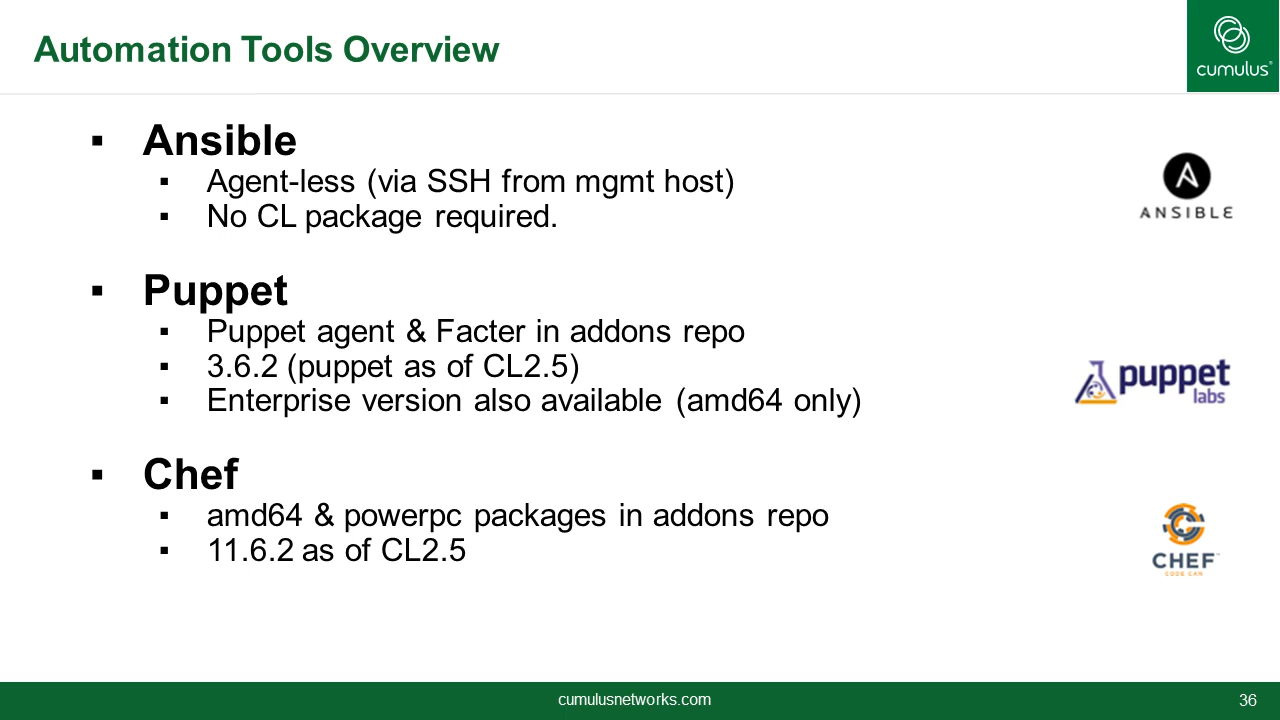 Automation Tools Overview
cumulus®
▪ Ansible
▪ Agent-less (via SSH from mgmt host)
▪ No CL package required.
ANSIBLE
▪ Puppet
▪ Puppet agent & Facter in addons repo
▪ 3.6.2 (puppet as of CL2.5)
▪ Enterprise version also available (amd64 only)
puppet
labs
▪ Chef
▪ amd64 & powerpc packages in addons repo
▪ 11.6.2 as of CL2.5
CHEF™
CODE CAN
cumulusnetworks.com
36